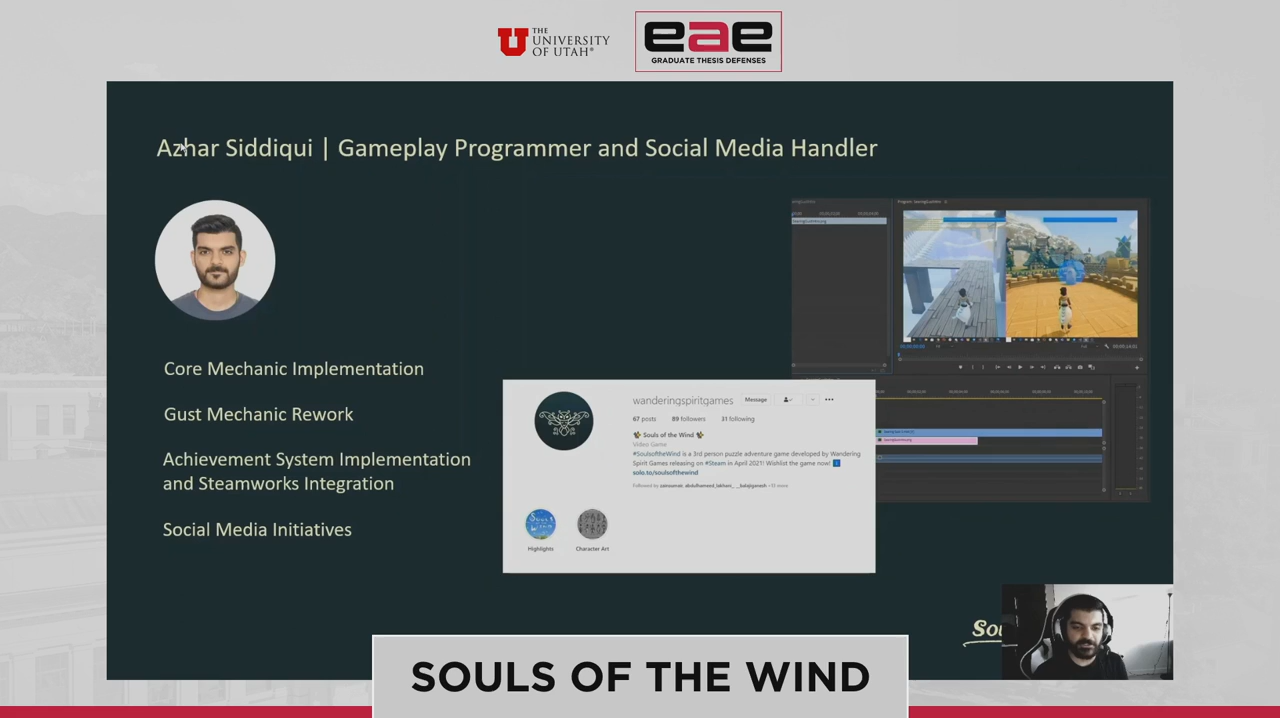 THE
UNIVERSITY
OF UTAH®
eae
GRADUATE THESIS DEFENSES
Azhar Siddiqui | Gameplay Programmer and Social Media Handler
Core Mechanic Implementation
Gust Mechanic Rework
Achievement System Implementation
and Steamworks Integration
Social Media Initiatives
wanderingspiritgames Message
67 posts 89 followers 31 following
Souls of the Wind
Video Game
#SoulsoftheWind is a 3rd person puzzle adventure game developed by Wandering
Spirit Games releasing on #Steam in April 2021! Wishlist the game now!
solo.to/soulsofthewind
Highlights
Character Art
Sou
SOULS OF THE WIND